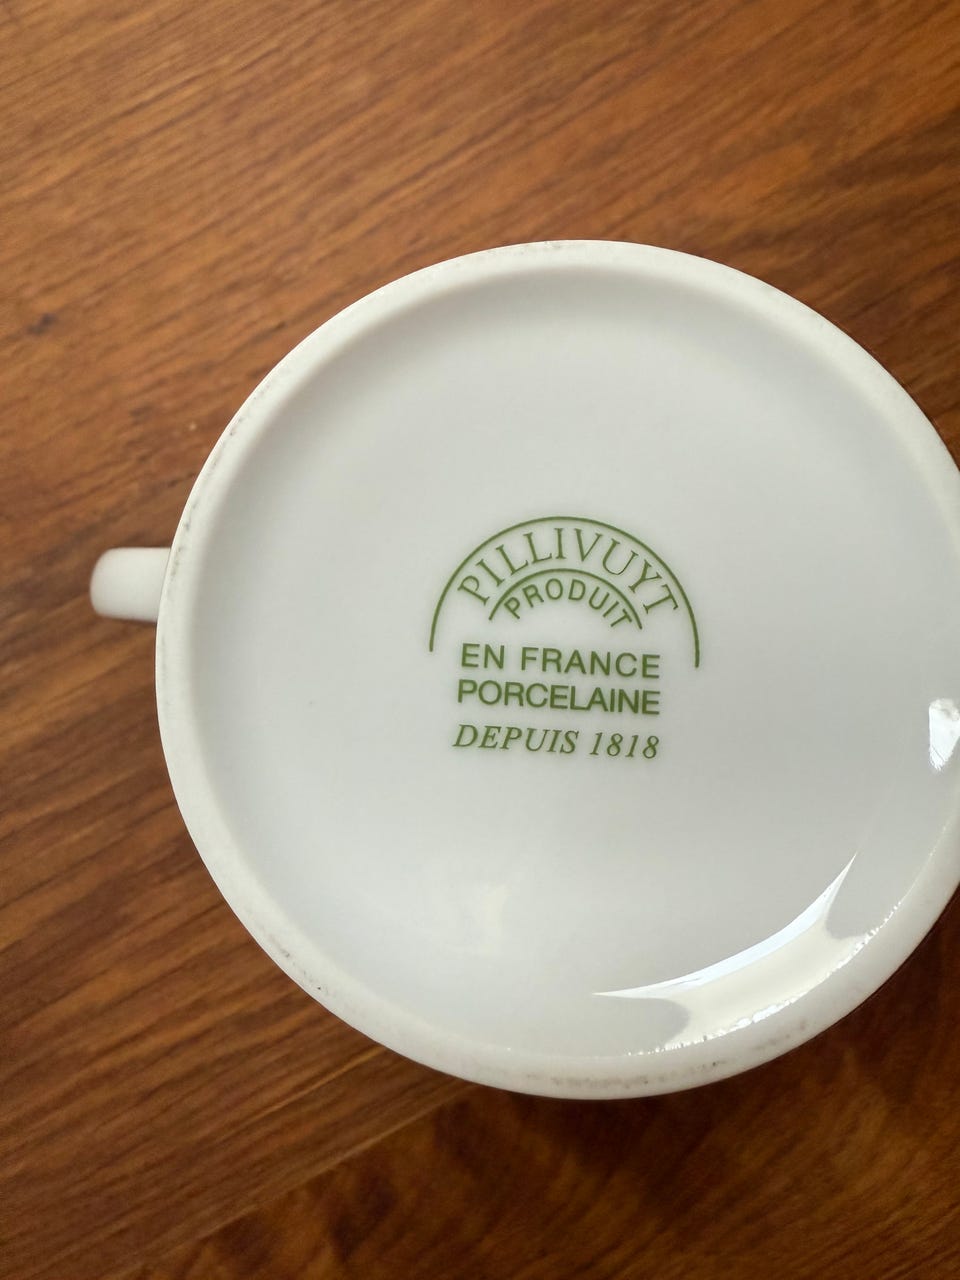 PILLIVUYT
PRODUIT
EN FRANCE
PORCELAINE
DEPUIS 1818